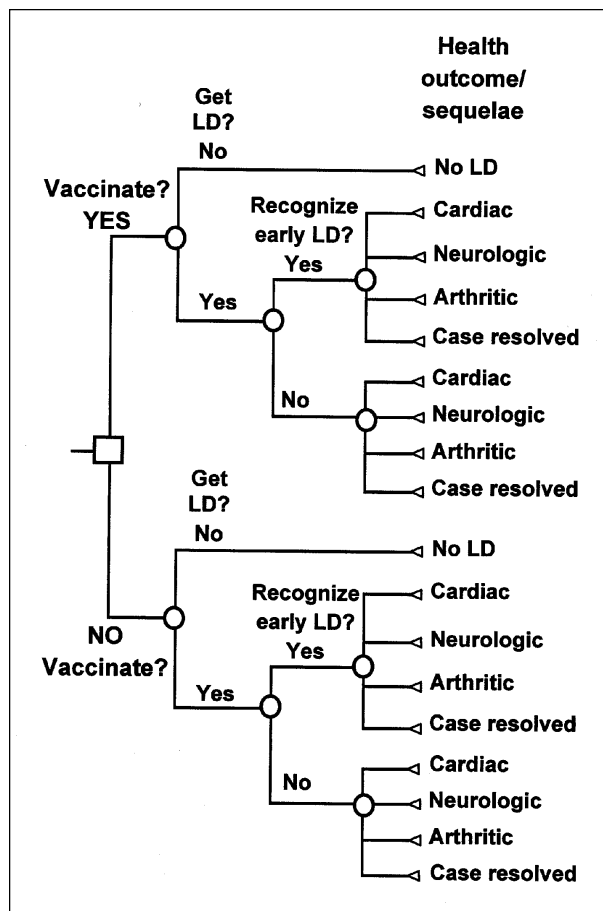 Health
outcome/
sequelae
Get
LD?
No
No LD
Vaccinate?
YES
Recognize
early LD?
Yes
Cardiac
Neurologic
Arthritic
Case resolved
Yes
No
Cardiac
Neurologic
Arthritic
Case resolved
Get
LD?
No
No LD
NO
Vaccinate?
Recognize
early LD?
Yes
Cardiac
Neurologic
Arthritic
Case resolved
Yes
No
Cardiac
Neurologic
Arthritic
Case resolved